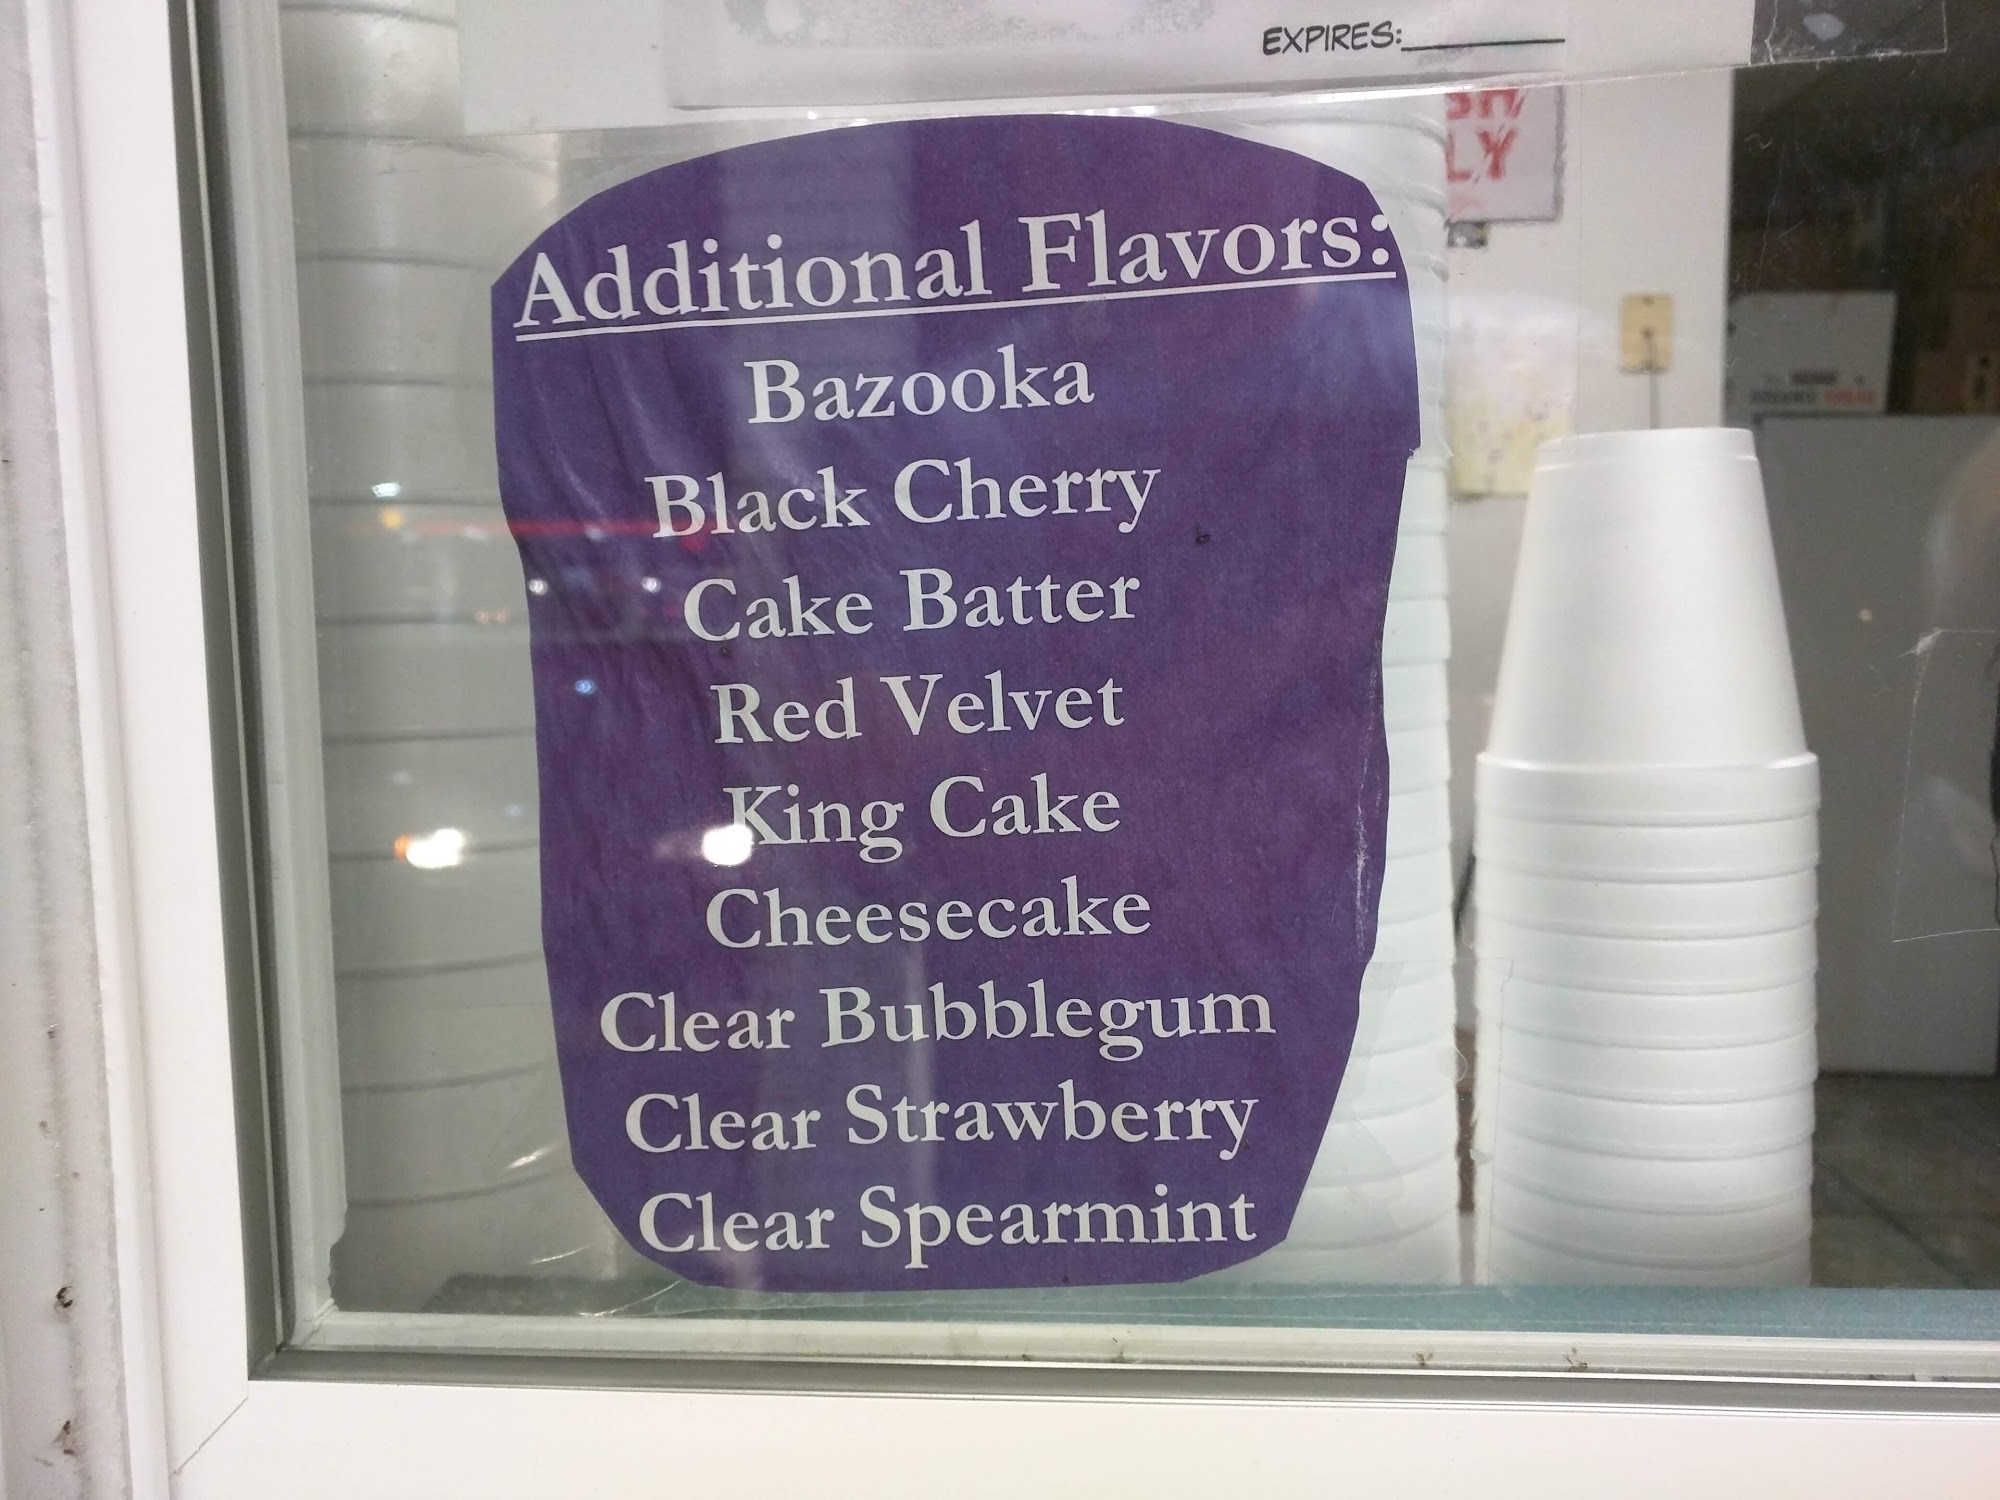 EXPIRES:
LY
Additional Flavors:
Bazooka
Black Cherry
Cake Batter
Red Velvet
King Cake
Cheesecake
Clear Bubblegum
Clear Strawberry
Clear Spearmint